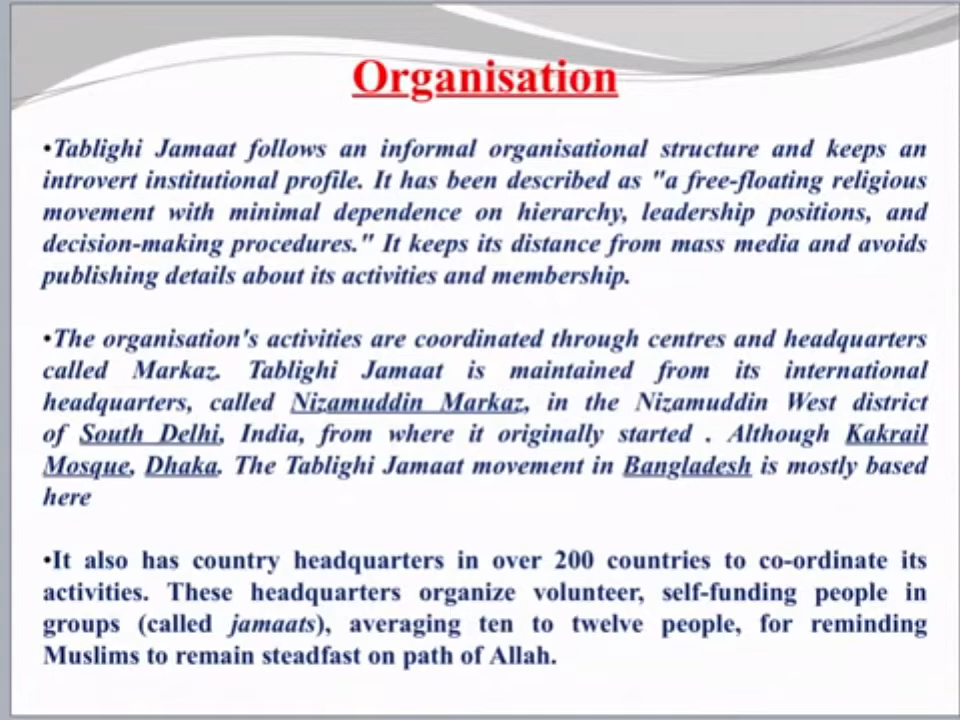 Organisation
•Tablighi Jamaat follows an informal organisational structure and keeps an
introvert institutional profile. It has been described as "a free-floating religious
movement with minimal dependence on hierarchy, leadership positions, and
decision-making procedures." It keeps its distance from mass media and avoids
publishing details about its activities and membership.
•The organisation's activities are coordinated through centres and headquarters
called Markaz. Tablighi Jamaat is maintained from its international
headquarters, called Nizamuddin Markaz, in the Nizamuddin West district
of South Delhi, India, from where it originally started . Although Kakrail
Mosque, Dhaka. The Tablighi Jamaat movement in Bangladesh is mostly based
here
•It also has country headquarters in over 200 countries to co-ordinate its
activities. These headquarters organize volunteer, self-funding people in
groups (called jamaats), averaging ten to twelve people, for reminding
Muslims to remain steadfast on path of Allah.